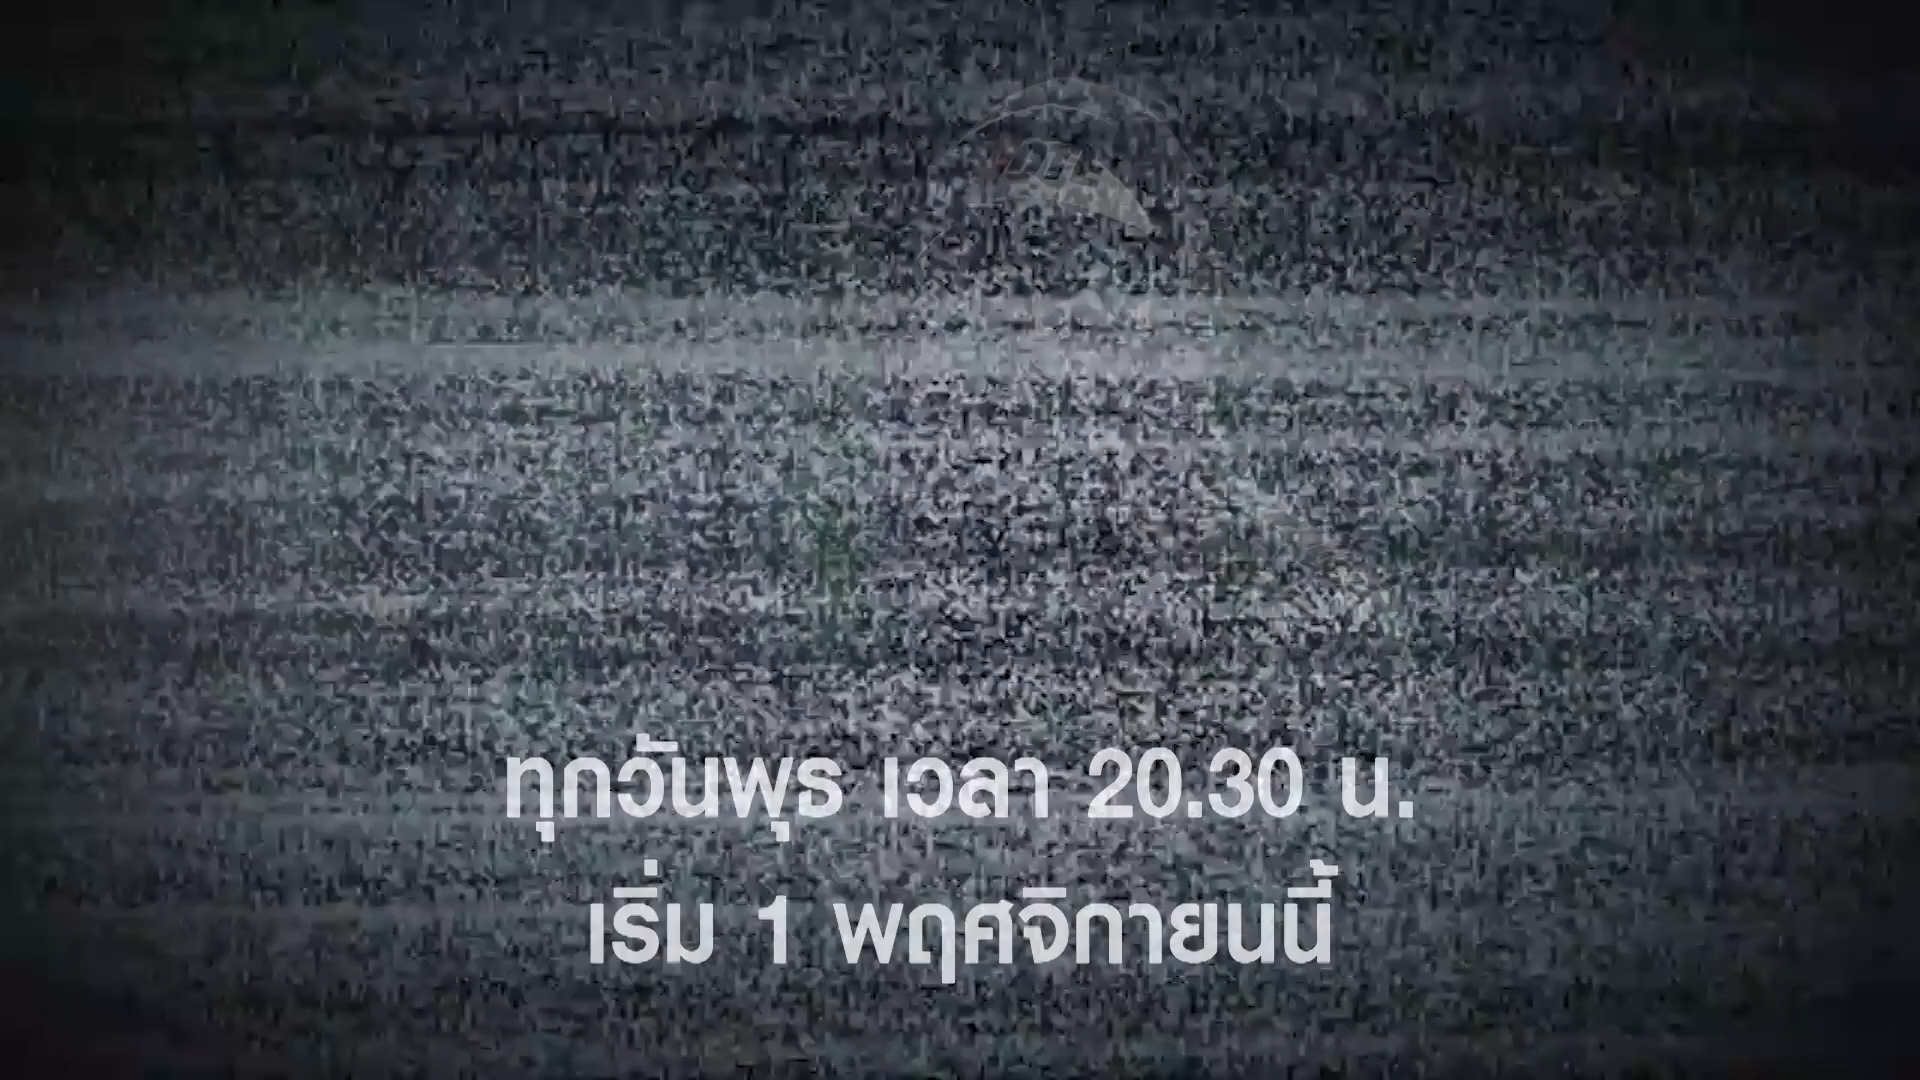 ทุกวันพุธ เวลา 20.30 น.
เริ่ม 1 พฤศจิกายนนี้